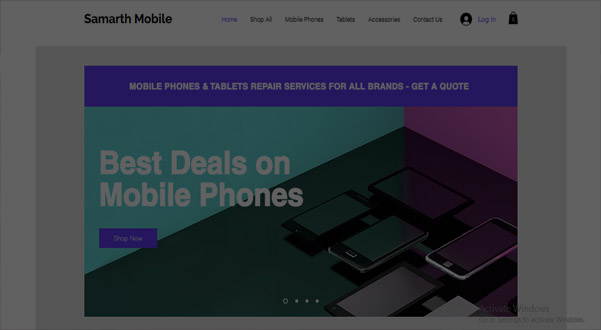 Samarth Mobile
Home Shop All Mobile Phones Tablets Accessories Contact Us Log In
MOBILE PHONES & TABLETS REPAIR SERVICES FOR ALL BRANDS - GET A QUOTE
Best Deals on
Mobile Phones
Shop Now
Activate Windows
Go to Settings to activate Windows.